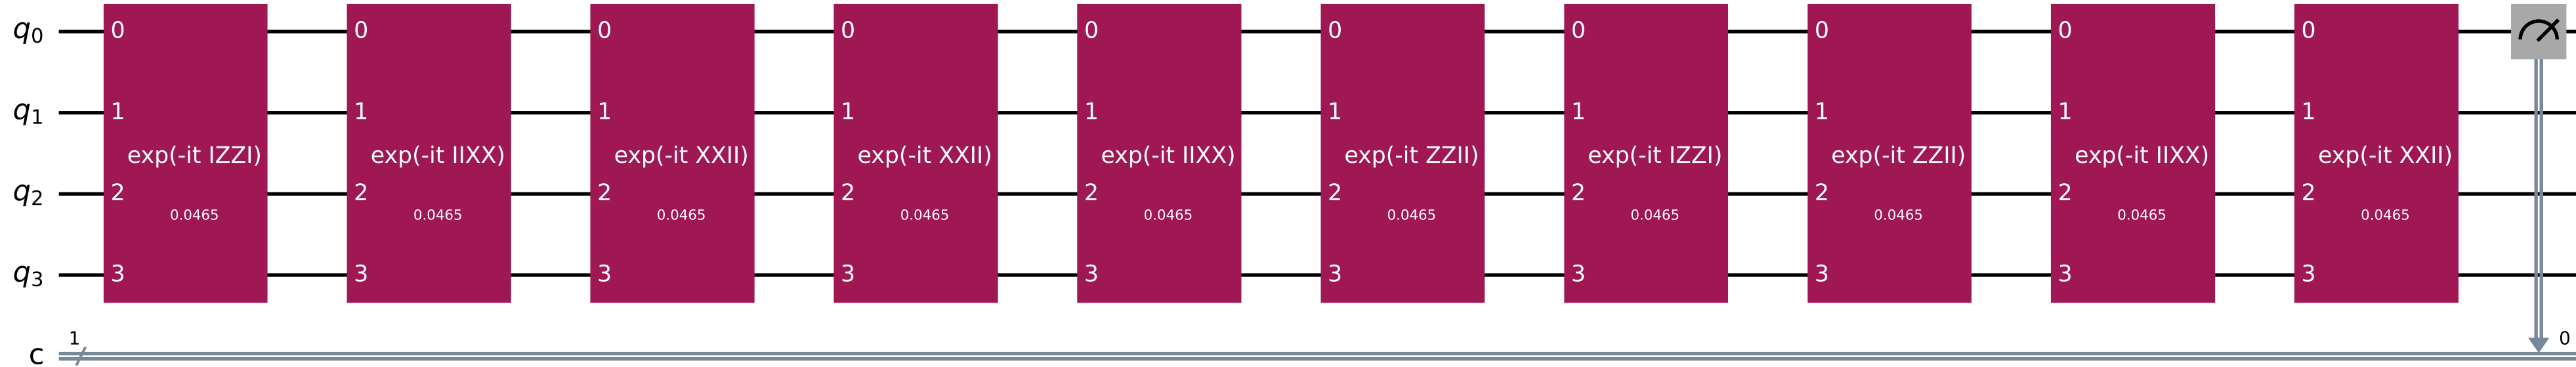 q0 0 0 0 0 0 0 0 0 0 0
q1 1 1 1 1 1 1 1 1 1 1
exp(-it IZZI) exp(-it IIXX) exp(-it XXII) exp(-it XXII) exp(-it IIXX) exp(-it ZZII) exp(-it IZZI) exp(-it ZZII) exp(-it IIXX) exp(-it XXII)
q2 2 2 2 2 2 2 2 2 2 2
0.0465 0.0465 0.0465 0.0465 0.0465 0.0465 0.0465 0.0465 0.0465 0.0465
q3 3 3 3 3 3 3 3 3 3 3
1 0
c